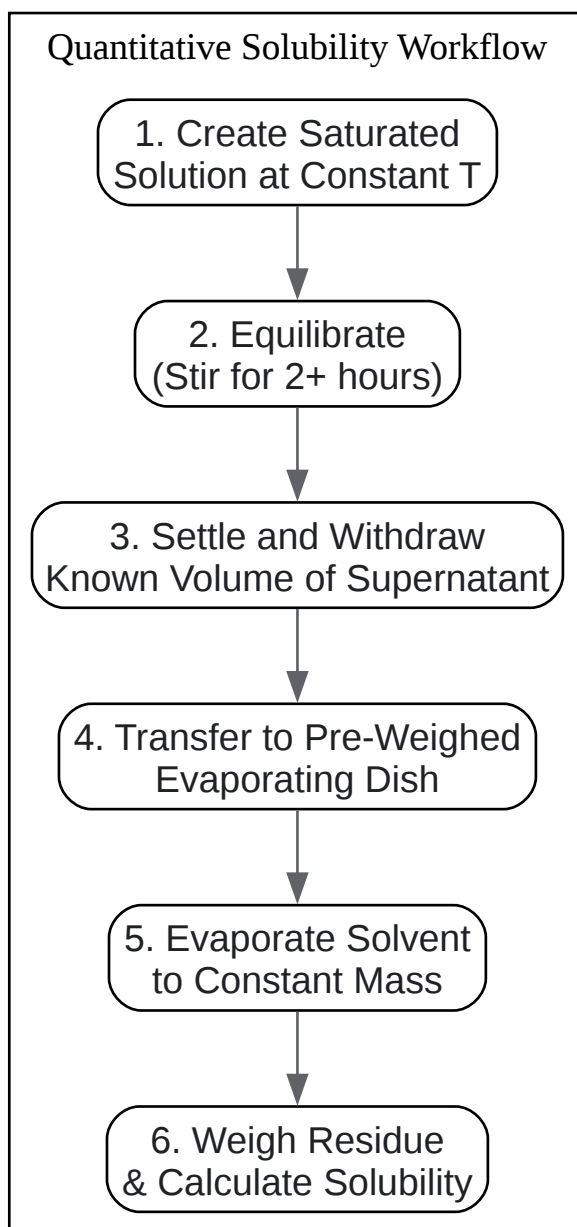 Quantitative Solubility Workflow
1. Create Saturated
Solution at Constant T
2. Equilibrate
(Stir for 2+ hours)
3. Settle and Withdraw
Known Volume of Supernatant
4. Transfer to Pre-Weighed
Evaporating Dish
5. Evaporate Solvent
to Constant Mass
6. Weigh Residue
& Calculate Solubility